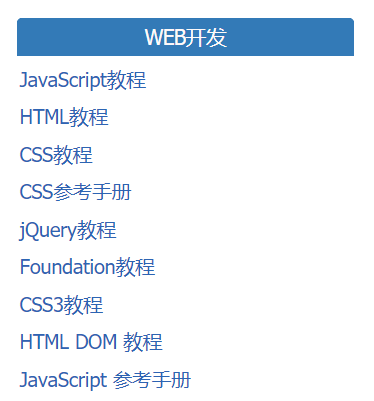 WEB开发
JavaScript教程
HTML教程
CSS教程
CSS参考手册
jQuery教程
Foundation教程
CSS3教程
HTML DOM 教程
JavaScript 参考手册